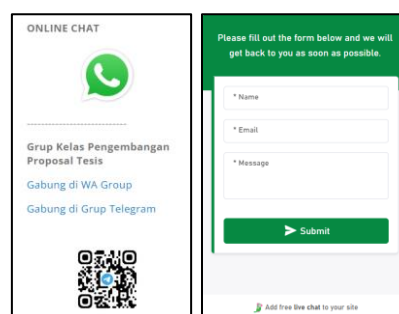 ONLINE CHAT
----------------------------
Grup Kelas Pengembangan
Proposal Tesis
Gabung di WA Group
Gabung di Grup Telegram
Please fill out the form below and we will
get back to you as soon as possible.
* Name
* Email
* Message
Submit
Add free live chat to your site